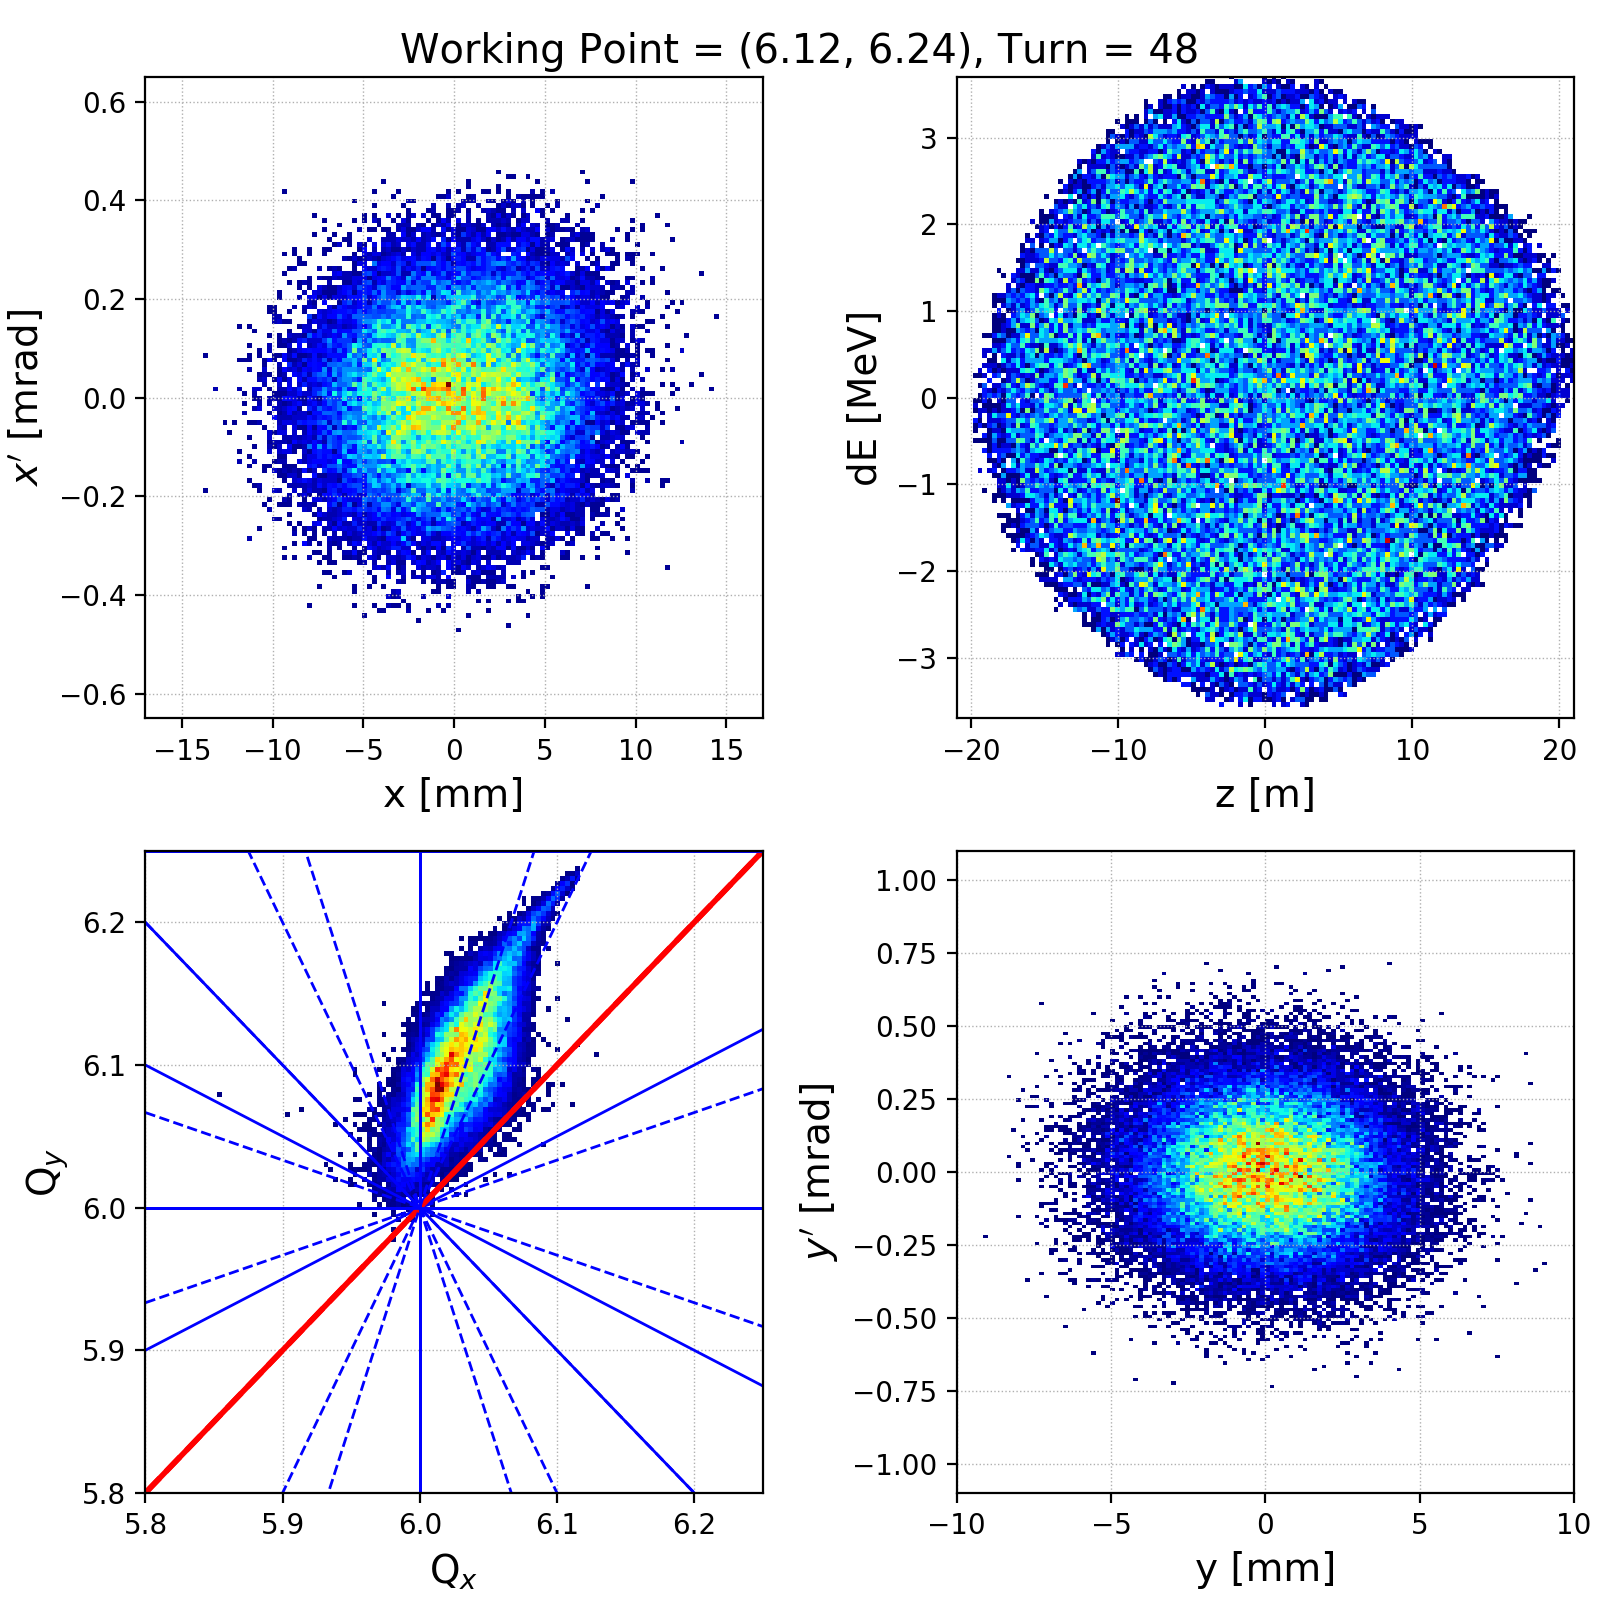 Working Point = (6.12, 6.24), Turn = 48
0.6
0.4
0.2
0.0
−0.2
−0.4
−0.6
x′ [mrad]
−15 −10 −5 0 5 10 15
x [mm]
3
2
1
0
−1
−2
−3
dE [MeV]
−20 −10 0 10 20
z [m]
6.2
6.1
6.0
5.9
5.8
Qy
5.8 5.9 6.0 6.1 6.2
Qx
1.00
0.75
0.50
0.25
0.00
−0.25
−0.50
−0.75
−1.00
y′ [mrad]
−10 −5 0 5 10
y [mm]